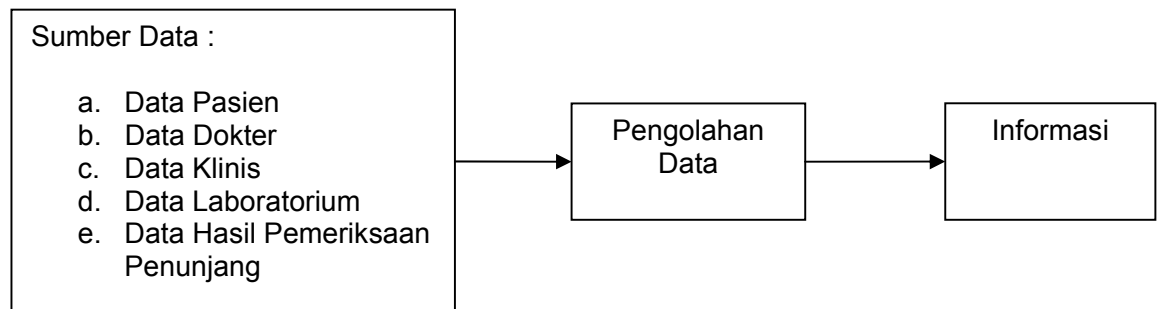 Sumber Data :
a. Data Pasien
b. Data Dokter
c. Data Klinis
d. Data Laboratorium
e. Data Hasil Pemeriksaan
Penunjang
Pengolahan
Data
Informasi